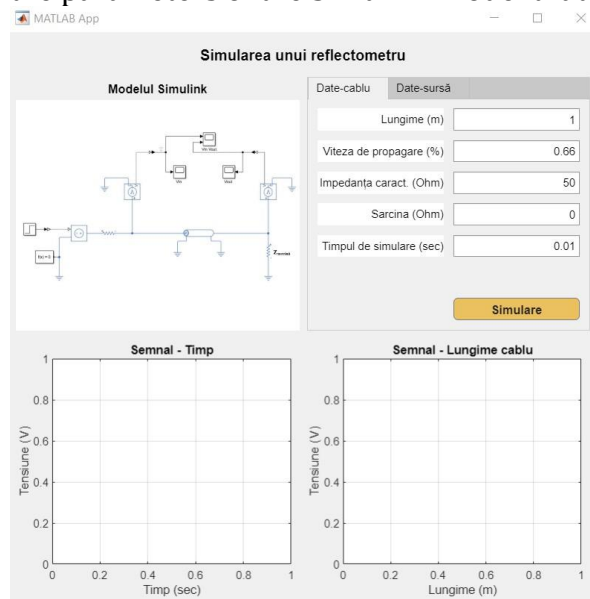 MATLAB App
Simularea unui reflectometru
Modelul Simulink
Date-cablu
Date-sursă
Lungime (m)
1
Viteza de propagare (%)
0.66
Impedanța caract. (Ohm)
50
Sarcina (Ohm)
0
Timpul de simulare (sec)
0.01
Simulare
f(x) = 0
Semnal - Timp
Tensiune (V)
1
0.8
0.6
0.4
0.2
0
0 0.2 0.4 0.6 0.8 1
Timp (sec)
Semnal - Lungime cablu
Tensiune (V)
1
0.8
0.6
0.4
0.2
0
0 0.2 0.4 0.6 0.8 1
Lungime (m)